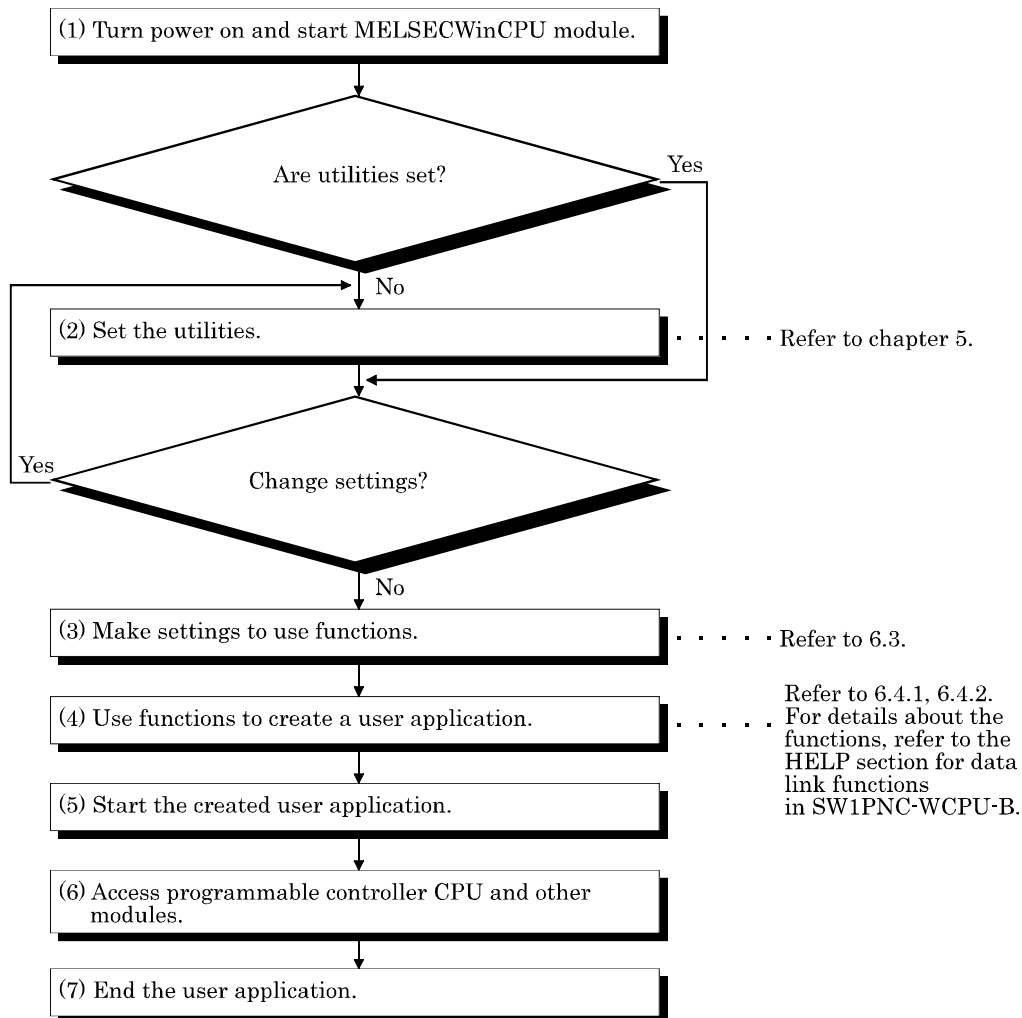 (1) Turn power on and start MELSECWinCPU module.
Are utilities set?
Yes
No
(2) Set the utilities.
Refer to chapter 5.
Yes
Change settings?
No
(3) Make settings to use functions.
Refer to 6.3.
(4) Use functions to create a user application.
Refer to 6.4.1, 6.4.2.
For details about the
functions, refer to the
HELP section for data
link functions
in SW1PNC-WCPU-B.
(5) Start the created user application.
(6) Access programmable controller CPU and other
modules.
(7) End the user application.